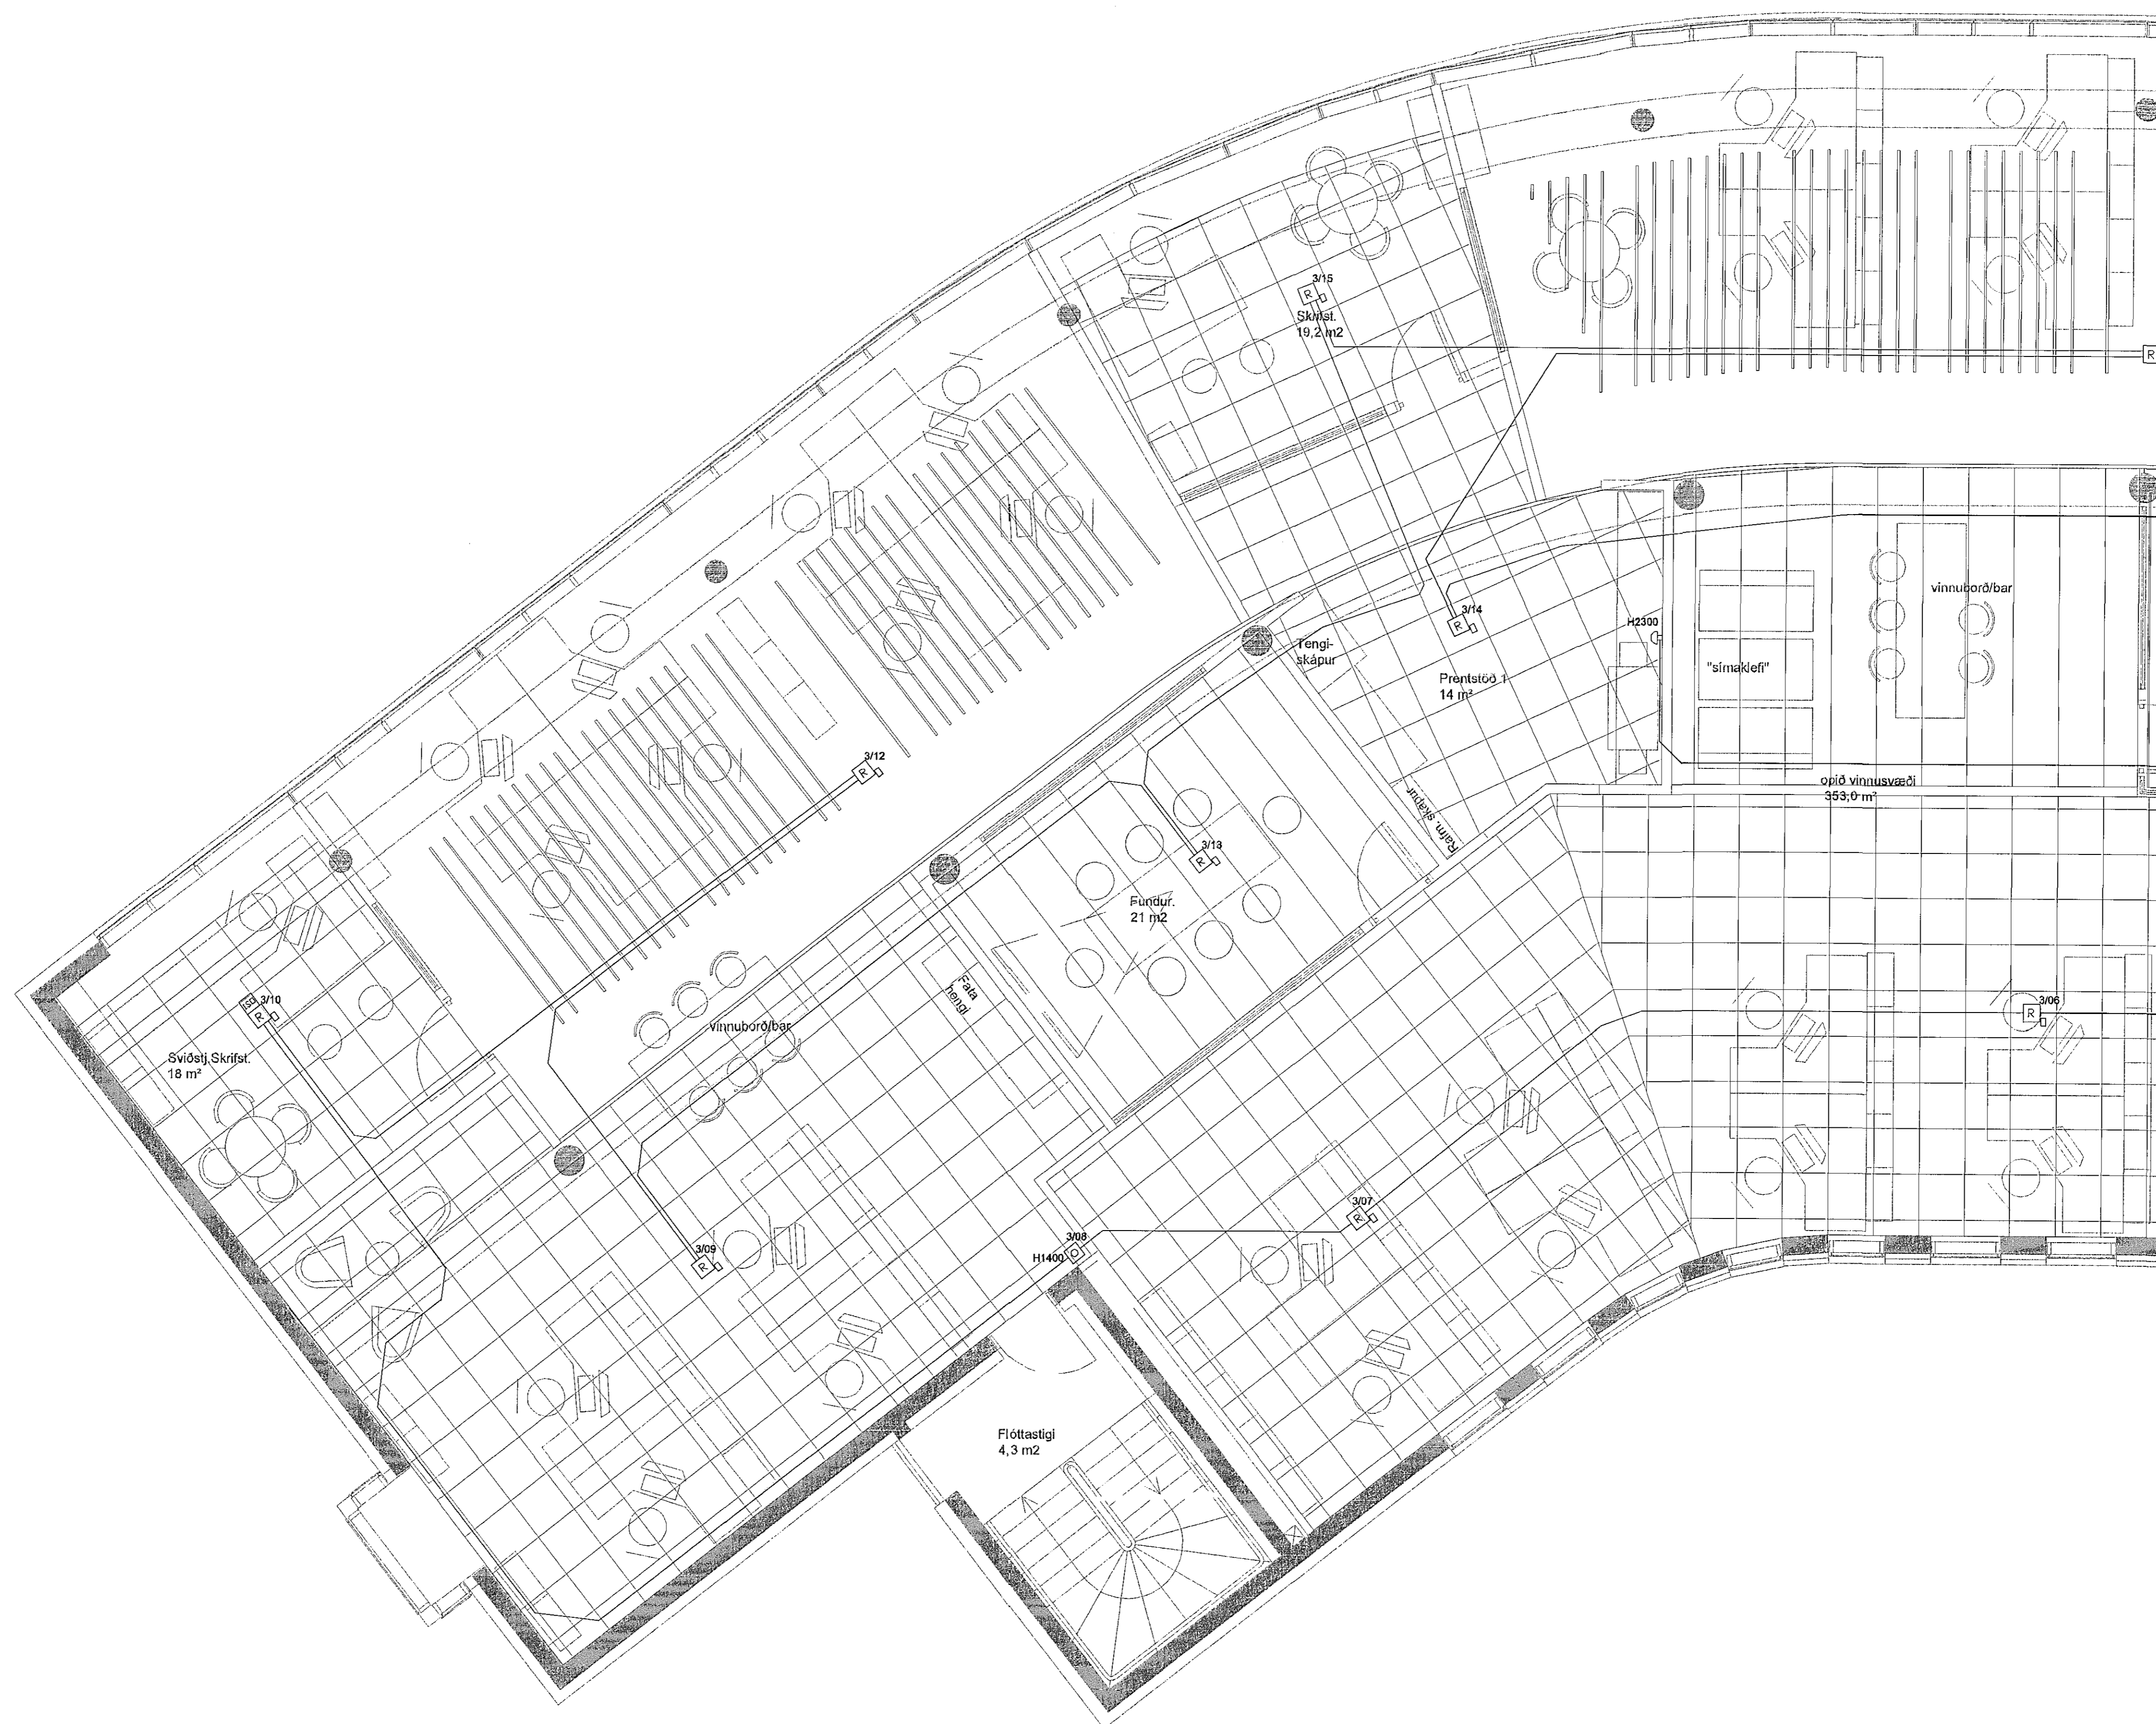 3/15
R
Skrifst.
19,2 m2
R
3/14
R
H2300
vinnuborð/bar
"símaklefi"
Tengi-
skápur
Prentstöð 1
14 m²
3/12
R
opið vinnusvæði
353,0 m²
Rafm. skápur
3/13
R
Fundur.
21 m2
Fata
hengi
3/10
R
Sviðstj.Skrifst.
18 m²
vinnuborð/bar
3/06
R
3/07
R
3/08
H1400
3/09
R
Flóttastigi
4,3 m2